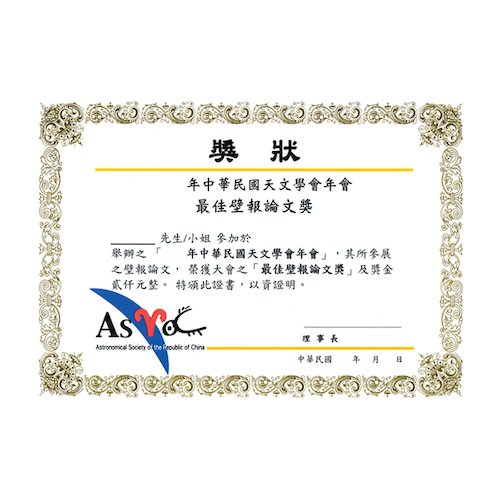 獎 狀
年中華民國天文學會年會
最佳壁報論文獎
先生/小姐 參加於
舉辦之「 年中華民國天文學會年會」，其所參展
之壁報論文，榮獲大會之「最佳壁報論文獎」及獎金
貳仟元整。 特頒此證書，以資證明。
ASROC
Astronomical Society of the Republic of China
理 事 長
中華民國 年 月 日